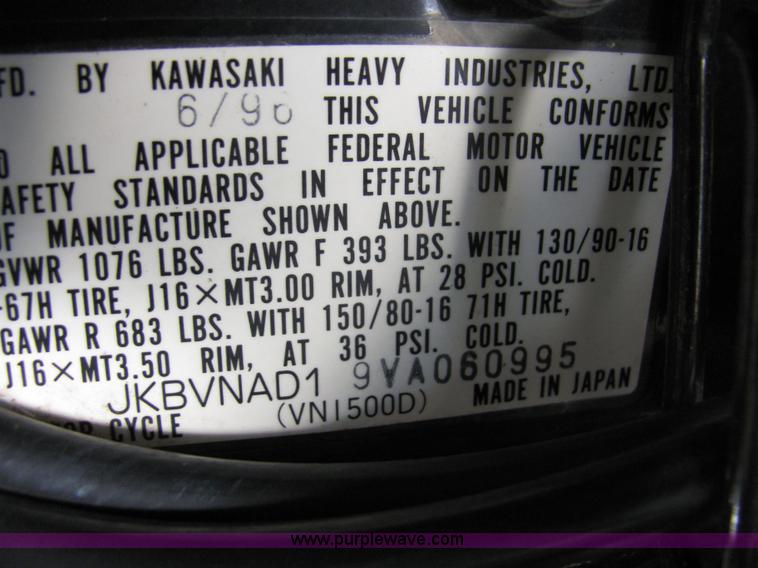 FD. BY KAWASAKI HEAVY INDUSTRIES, LTD.
6/96 THIS VEHICLE CONFORMS
O ALL APPLICABLE FEDERAL MOTOR VEHICLE
AFETY STANDARDS IN EFFECT ON THE DATE
OF MANUFACTURE SHOWN ABOVE.
GVWR 1076 LBS. GAWR F 393 LBS. WITH 130/90-16
-67H TIRE, J16×MT3.00 RIM, AT 28 PSI. COLD.
GAWR R 683 LBS. WITH 150/80-16 71H TIRE,
J16×MT3.50 RIM, AT 36 PSI. COLD.
JKBVNAD1 9VA060995
CYCLE (VN1500D) MADE IN JAPAN
www.purplewave.com